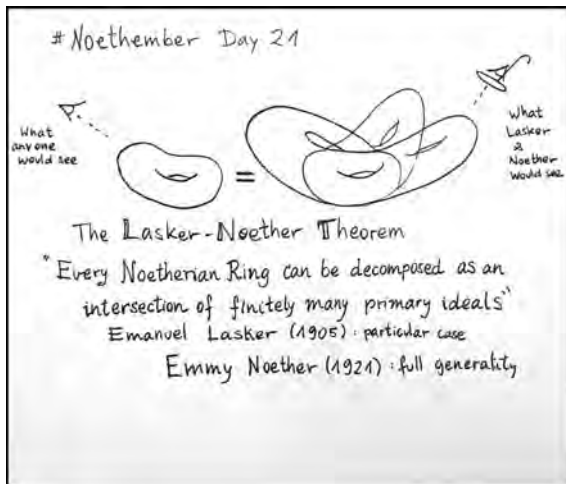 #Noethember Day 21
What
anyone
would see
What
Lasker
&
Noether
would see
=
The Lasker-Noether Theorem
"Every Noetherian Ring can be decomposed as an
intersection of finitely many primary ideals"
Emanuel Lasker (1905): particular case
Emmy Noether (1921): full generality